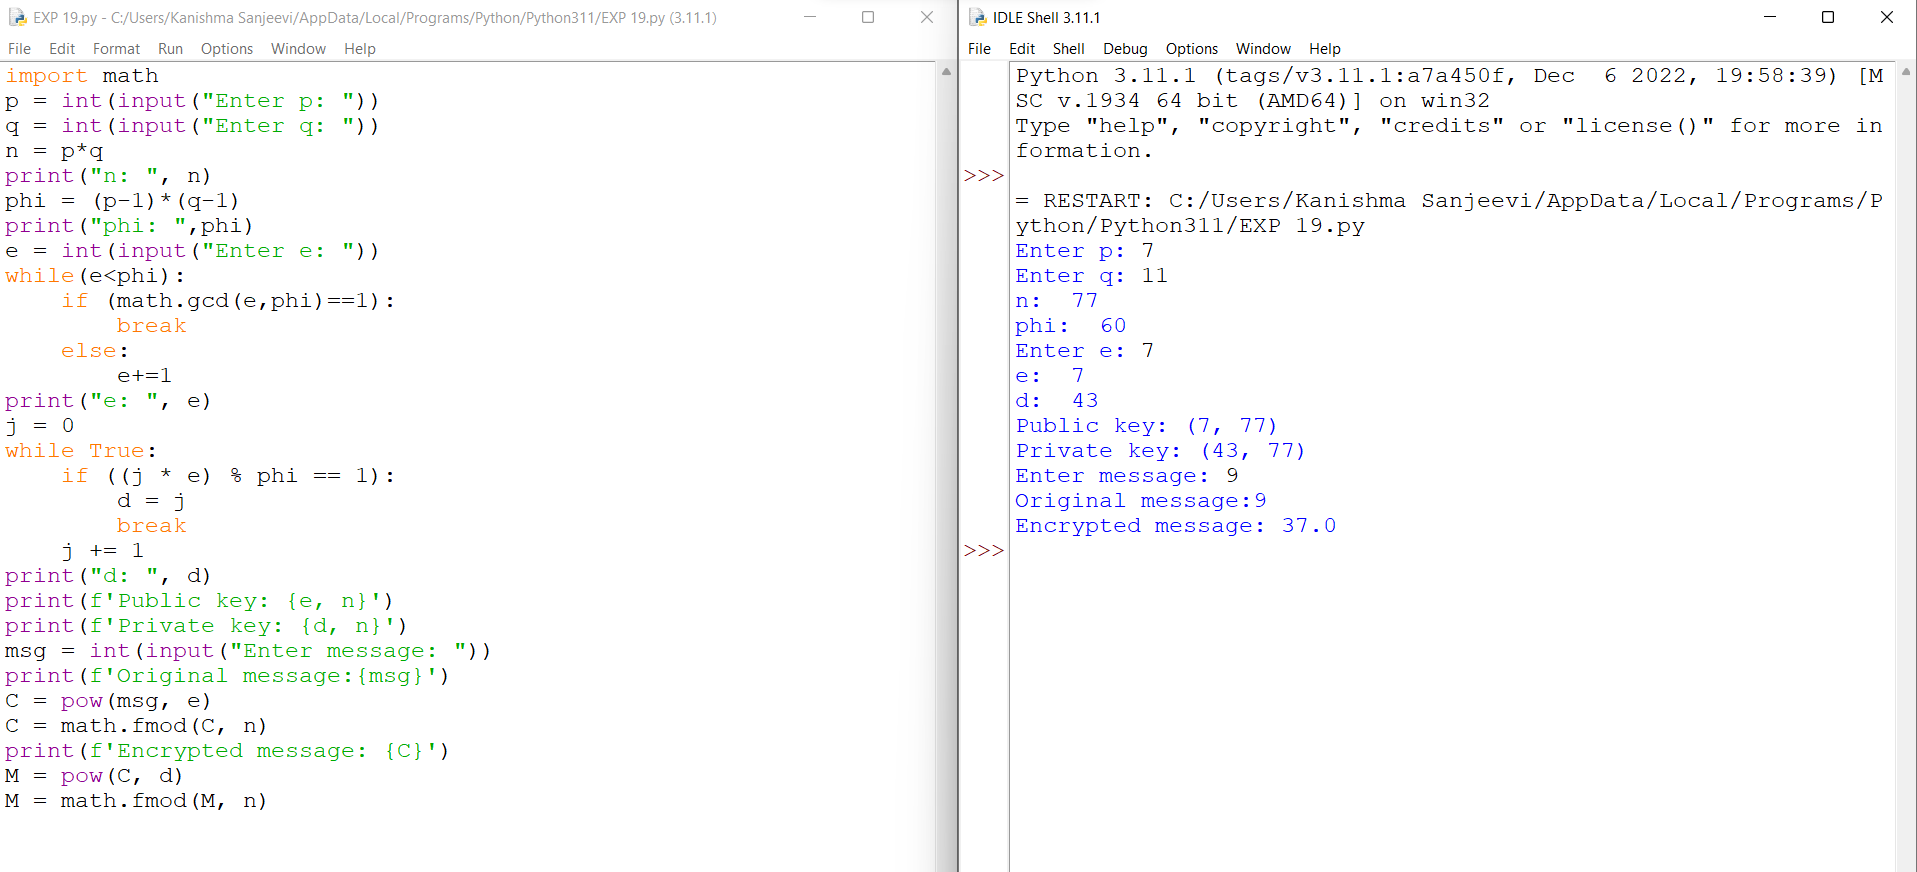 EXP 19.py - C:/Users/Kanishma Sanjeevi/AppData/Local/Programs/Python/Python311/EXP 19.py (3.11.1)
File Edit Format Run Options Window Help
import math
p = int(input("Enter p: "))
q = int(input("Enter q: "))
n = p*q
print("n: ", n)
phi = (p-1)*(q-1)
print("phi: ",phi)
e = int(input("Enter e: "))
while(e<phi):
    if (math.gcd(e,phi)==1):
        break
    else:
        e+=1
print("e: ", e)
j = 0
while True:
    if ((j * e) % phi == 1):
        d = j
        break
    j += 1
print("d: ", d)
print(f'Public key: {e, n}')
print(f'Private key: {d, n}')
msg = int(input("Enter message: "))
print(f'Original message:{msg}')
C = pow(msg, e)
C = math.fmod(C, n)
print(f'Encrypted message: {C}')
M = pow(C, d)
M = math.fmod(M, n)
IDLE Shell 3.11.1
File Edit Shell Debug Options Window Help
Python 3.11.1 (tags/v3.11.1:a7a450f, Dec  6 2022, 19:58:39) [M
SC v.1934 64 bit (AMD64)] on win32
Type "help", "copyright", "credits" or "license()" for more in
formation.
>>>
= RESTART: C:/Users/Kanishma Sanjeevi/AppData/Local/Programs/P
ython/Python311/EXP 19.py
Enter p: 7
Enter q: 11
n:  77
phi:  60
Enter e: 7
e:  7
d:  43
Public key: (7, 77)
Private key: (43, 77)
Enter message: 9
Original message:9
Encrypted message: 37.0
>>>